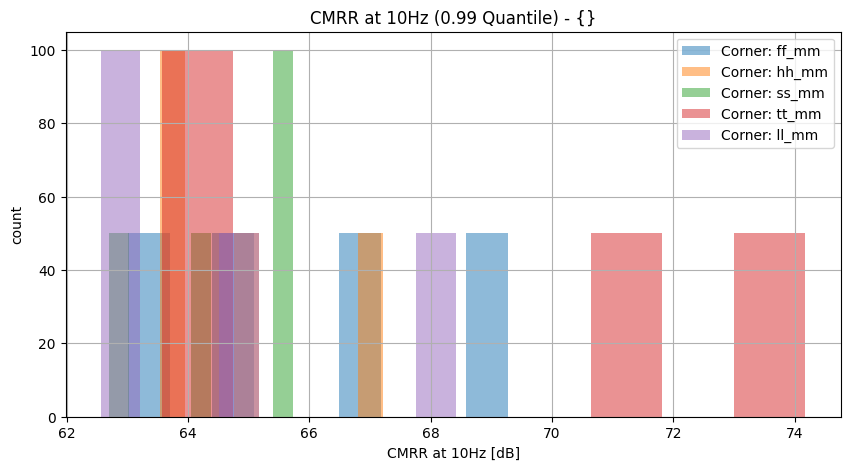 CMRR at 10Hz (0.99 Quantile) - {}
100
80
60
40
20
0
count
Corner: ff_mm
Corner: hh_mm
Corner: ss_mm
Corner: tt_mm
Corner: ll_mm
62 64 66 68 70 72 74
CMRR at 10Hz [dB]